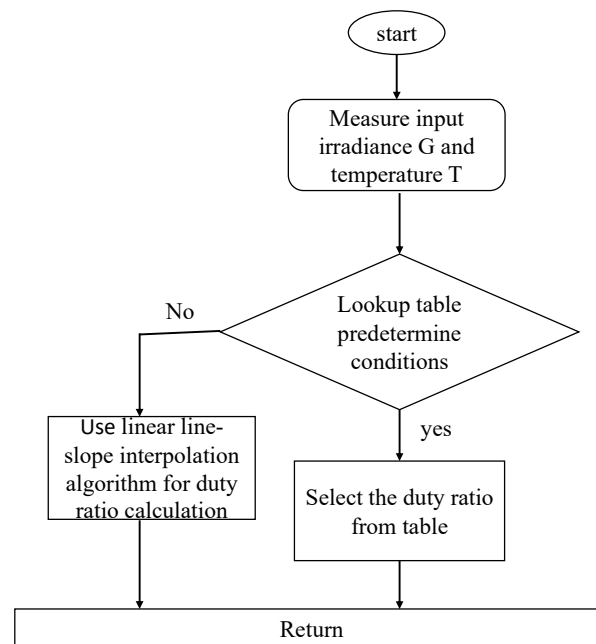 start
Measure input
irradiance G and
temperature T
Lookup table
predetermine
conditions
No
yes
Use linear line-
slope interpolation
algorithm for duty
ratio calculation
Select the duty ratio
from table
Return